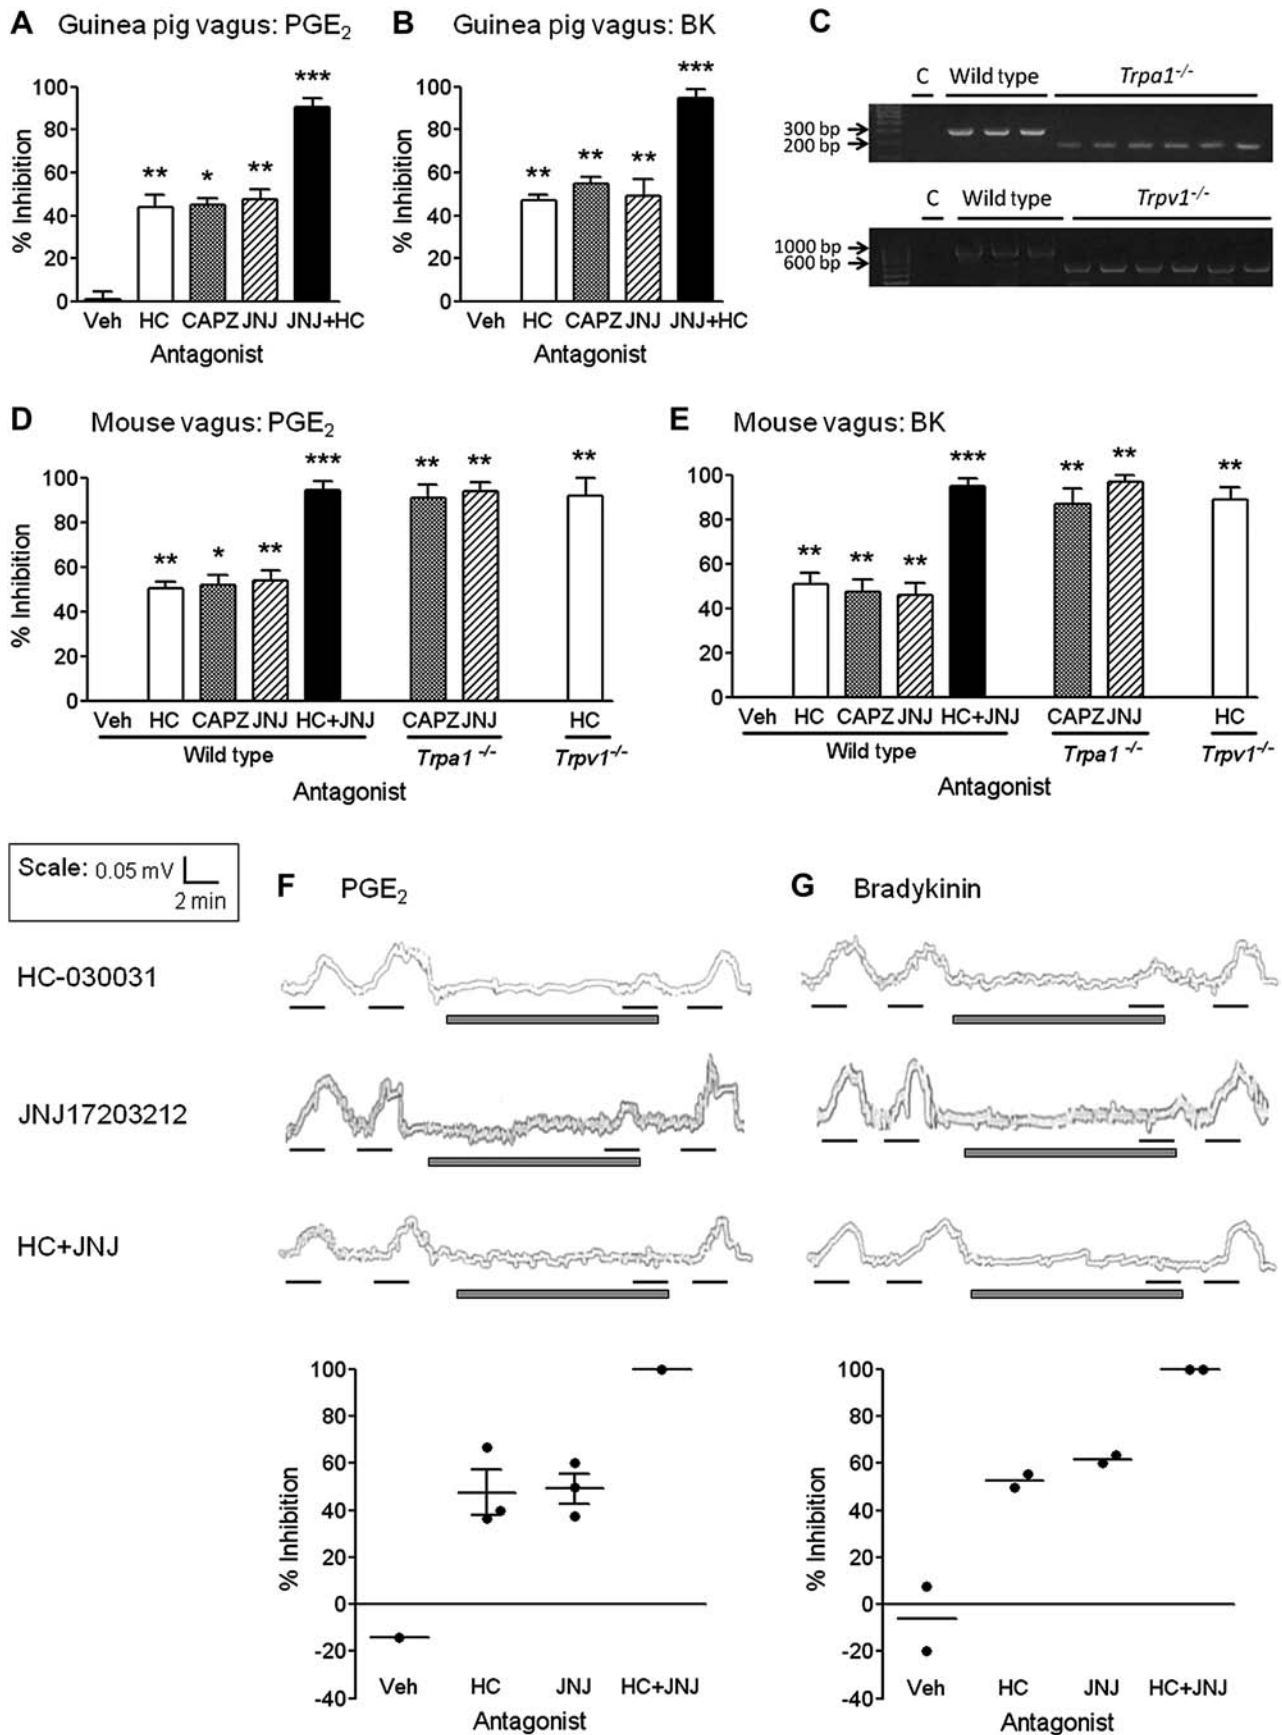 A Guinea pig vagus: PGE2
% Inhibition
100
80
60
40
20
0
** * ** ***
Veh HC CAPZ JNJ JNJ+HC
Antagonist
B Guinea pig vagus: BK
% Inhibition
100
80
60
40
20
0
** ** ** ***
Veh HC CAPZ JNJ JNJ+HC
Antagonist
C
C Wild type Trpa1-/-
300 bp
200 bp
C Wild type Trpv1-/-
1000 bp
600 bp
D Mouse vagus: PGE2
% Inhibition
100
80
60
40
20
0
** * ** *** ** ** **
Veh HC CAPZ JNJ HC+JNJ CAPZ JNJ HC
Wild type Trpa1 -/- Trpv1-/-
Antagonist
E Mouse vagus: BK
100
80
60
40
20
0
** ** ** *** ** ** **
Veh HC CAPZ JNJ HC+JNJ CAPZ JNJ HC
Wild type Trpa1 -/- Trpv1-/-
Antagonist
Scale: 0.05 mV
2 min
F PGE2
G Bradykinin
HC-030031
JNJ17203212
HC+JNJ
% Inhibition
100
80
60
40
20
0
-20
-40
Veh HC JNJ HC+JNJ
Antagonist
% Inhibition
100
80
60
40
20
0
-20
-40
Veh HC JNJ HC+JNJ
Antagonist